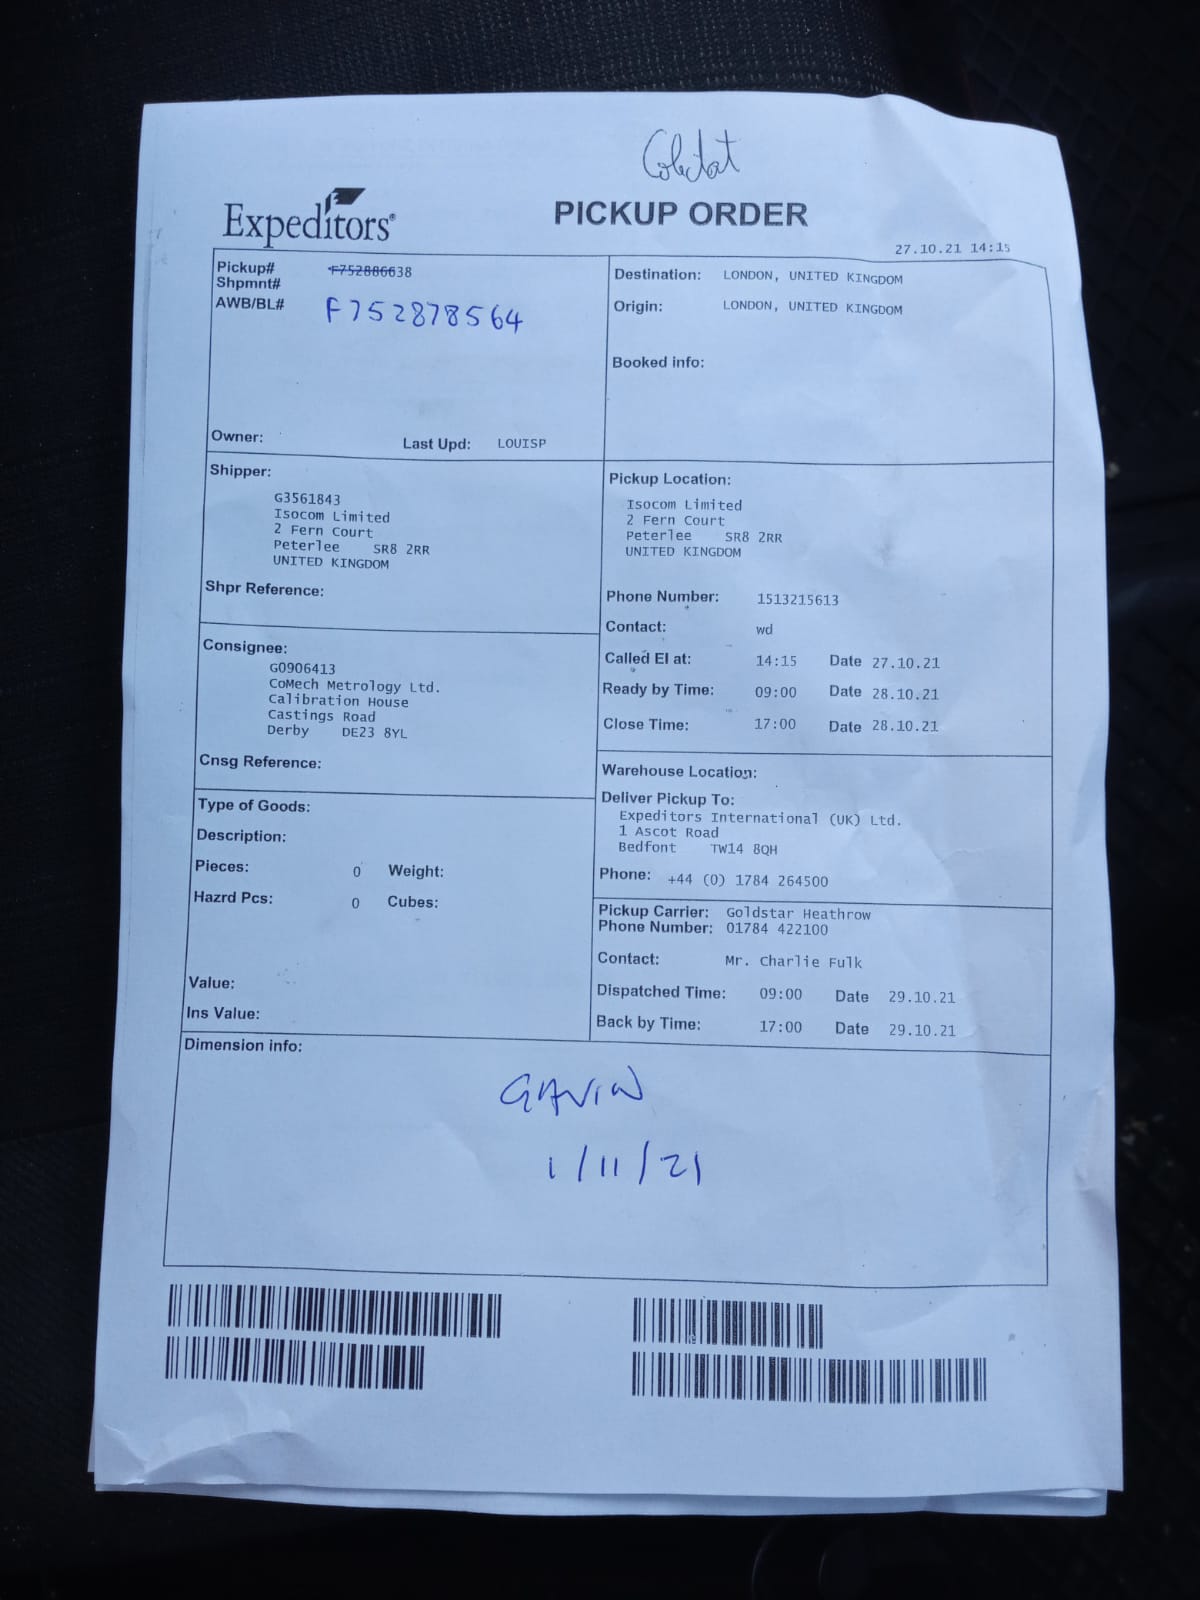 Expeditors®
PICKUP ORDER
27.10.21 14:15
Pickup# F752886638
Shpmnt#
AWB/BL# F752878564
Owner: Last Upd: LOUISP
Destination: LONDON, UNITED KINGDOM
Origin: LONDON, UNITED KINGDOM
Booked info:
Shipper:
G3561843
Isocom Limited
2 Fern Court
Peterlee SR8 2RR
UNITED KINGDOM
Shpr Reference:
Pickup Location:
Isocom Limited
2 Fern Court
Peterlee SR8 2RR
UNITED KINGDOM
Phone Number: 1513215613
Contact: wd
Called EI at: 14:15 Date 27.10.21
Ready by Time: 09:00 Date 28.10.21
Close Time: 17:00 Date 28.10.21
Consignee:
G0906413
CoMech Metrology Ltd.
Calibration House
Castings Road
Derby DE23 8YL
Cnsg Reference:
Warehouse Location:
Deliver Pickup To:
Expeditors International (UK) Ltd.
1 Ascot Road
Bedfont TW14 8QH
Phone: +44 (0) 1784 264500
Type of Goods:
Description:
Pieces: 0 Weight:
Hazrd Pcs: 0 Cubes:
Value:
Ins Value:
Pickup Carrier: Goldstar Heathrow
Phone Number: 01784 422100
Contact: Mr. Charlie Fulk
Dispatched Time: 09:00 Date 29.10.21
Back by Time: 17:00 Date 29.10.21
Dimension info:
GAVIN
1/11/21